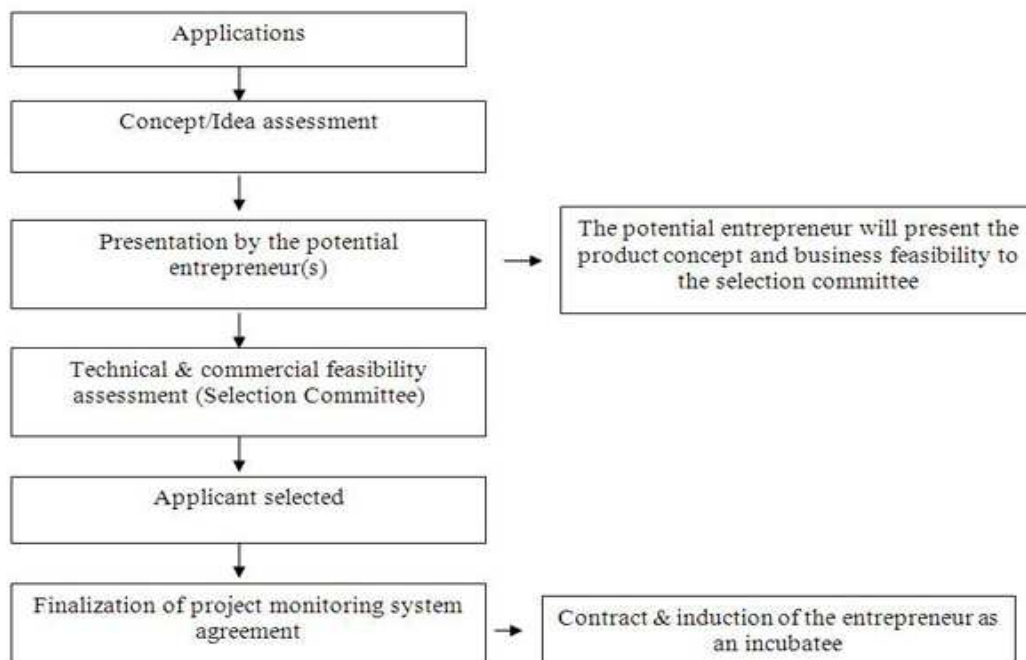 Applications
Concept/Idea assessment
Presentation by the potential
entrepreneur(s)
The potential entrepreneur will present the
product concept and business feasibility to
the selection committee
Technical & commercial feasibility
assessment (Selection Committee)
Applicant selected
Finalization of project monitoring system
agreement
Contract & induction of the entrepreneur as
an incubatee